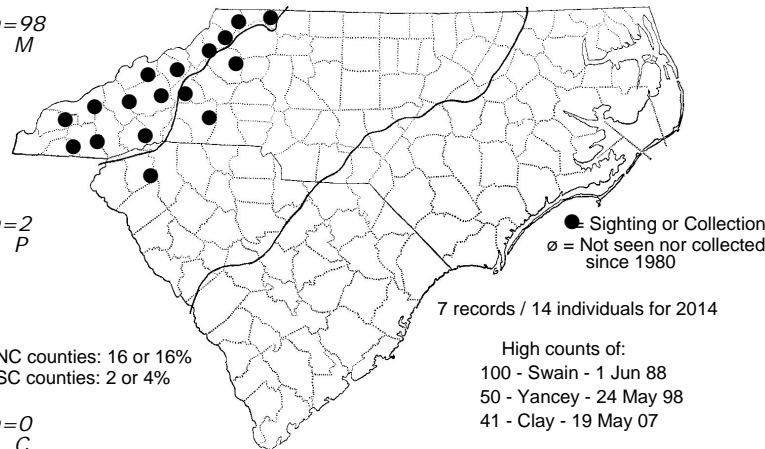 =98
M
=2
P
● = Sighting or Collection
ø = Not seen nor collected
since 1980
7 records / 14 individuals for 2014
NC counties: 16 or 16%
SC counties: 2 or 4%
High counts of:
100 - Swain - 1 Jun 88
50 - Yancey - 24 May 98
41 - Clay - 19 May 07
=0
C